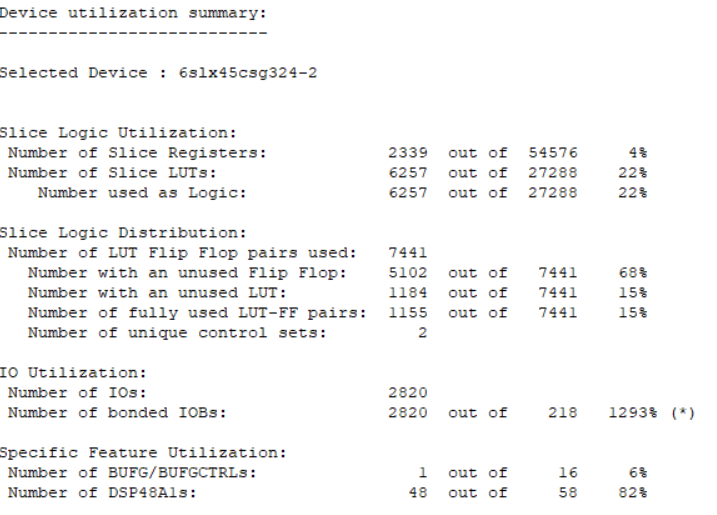 Device utilization summary:
---------------------------
Selected Device : 6slx45csg324-2
Slice Logic Utilization:
Number of Slice Registers: 2339 out of 54576 4%
Number of Slice LUTs: 6257 out of 27288 22%
Number used as Logic: 6257 out of 27288 22%
Slice Logic Distribution:
Number of LUT Flip Flop pairs used: 7441
Number with an unused Flip Flop: 5102 out of 7441 68%
Number with an unused LUT: 1184 out of 7441 15%
Number of fully used LUT-FF pairs: 1155 out of 7441 15%
Number of unique control sets: 2
IO Utilization:
Number of IOs: 2820
Number of bonded IOBs: 2820 out of 218 1293% (*)
Specific Feature Utilization:
Number of BUFG/BUFGCTRLs: 1 out of 16 6%
Number of DSP48A1s: 48 out of 58 82%